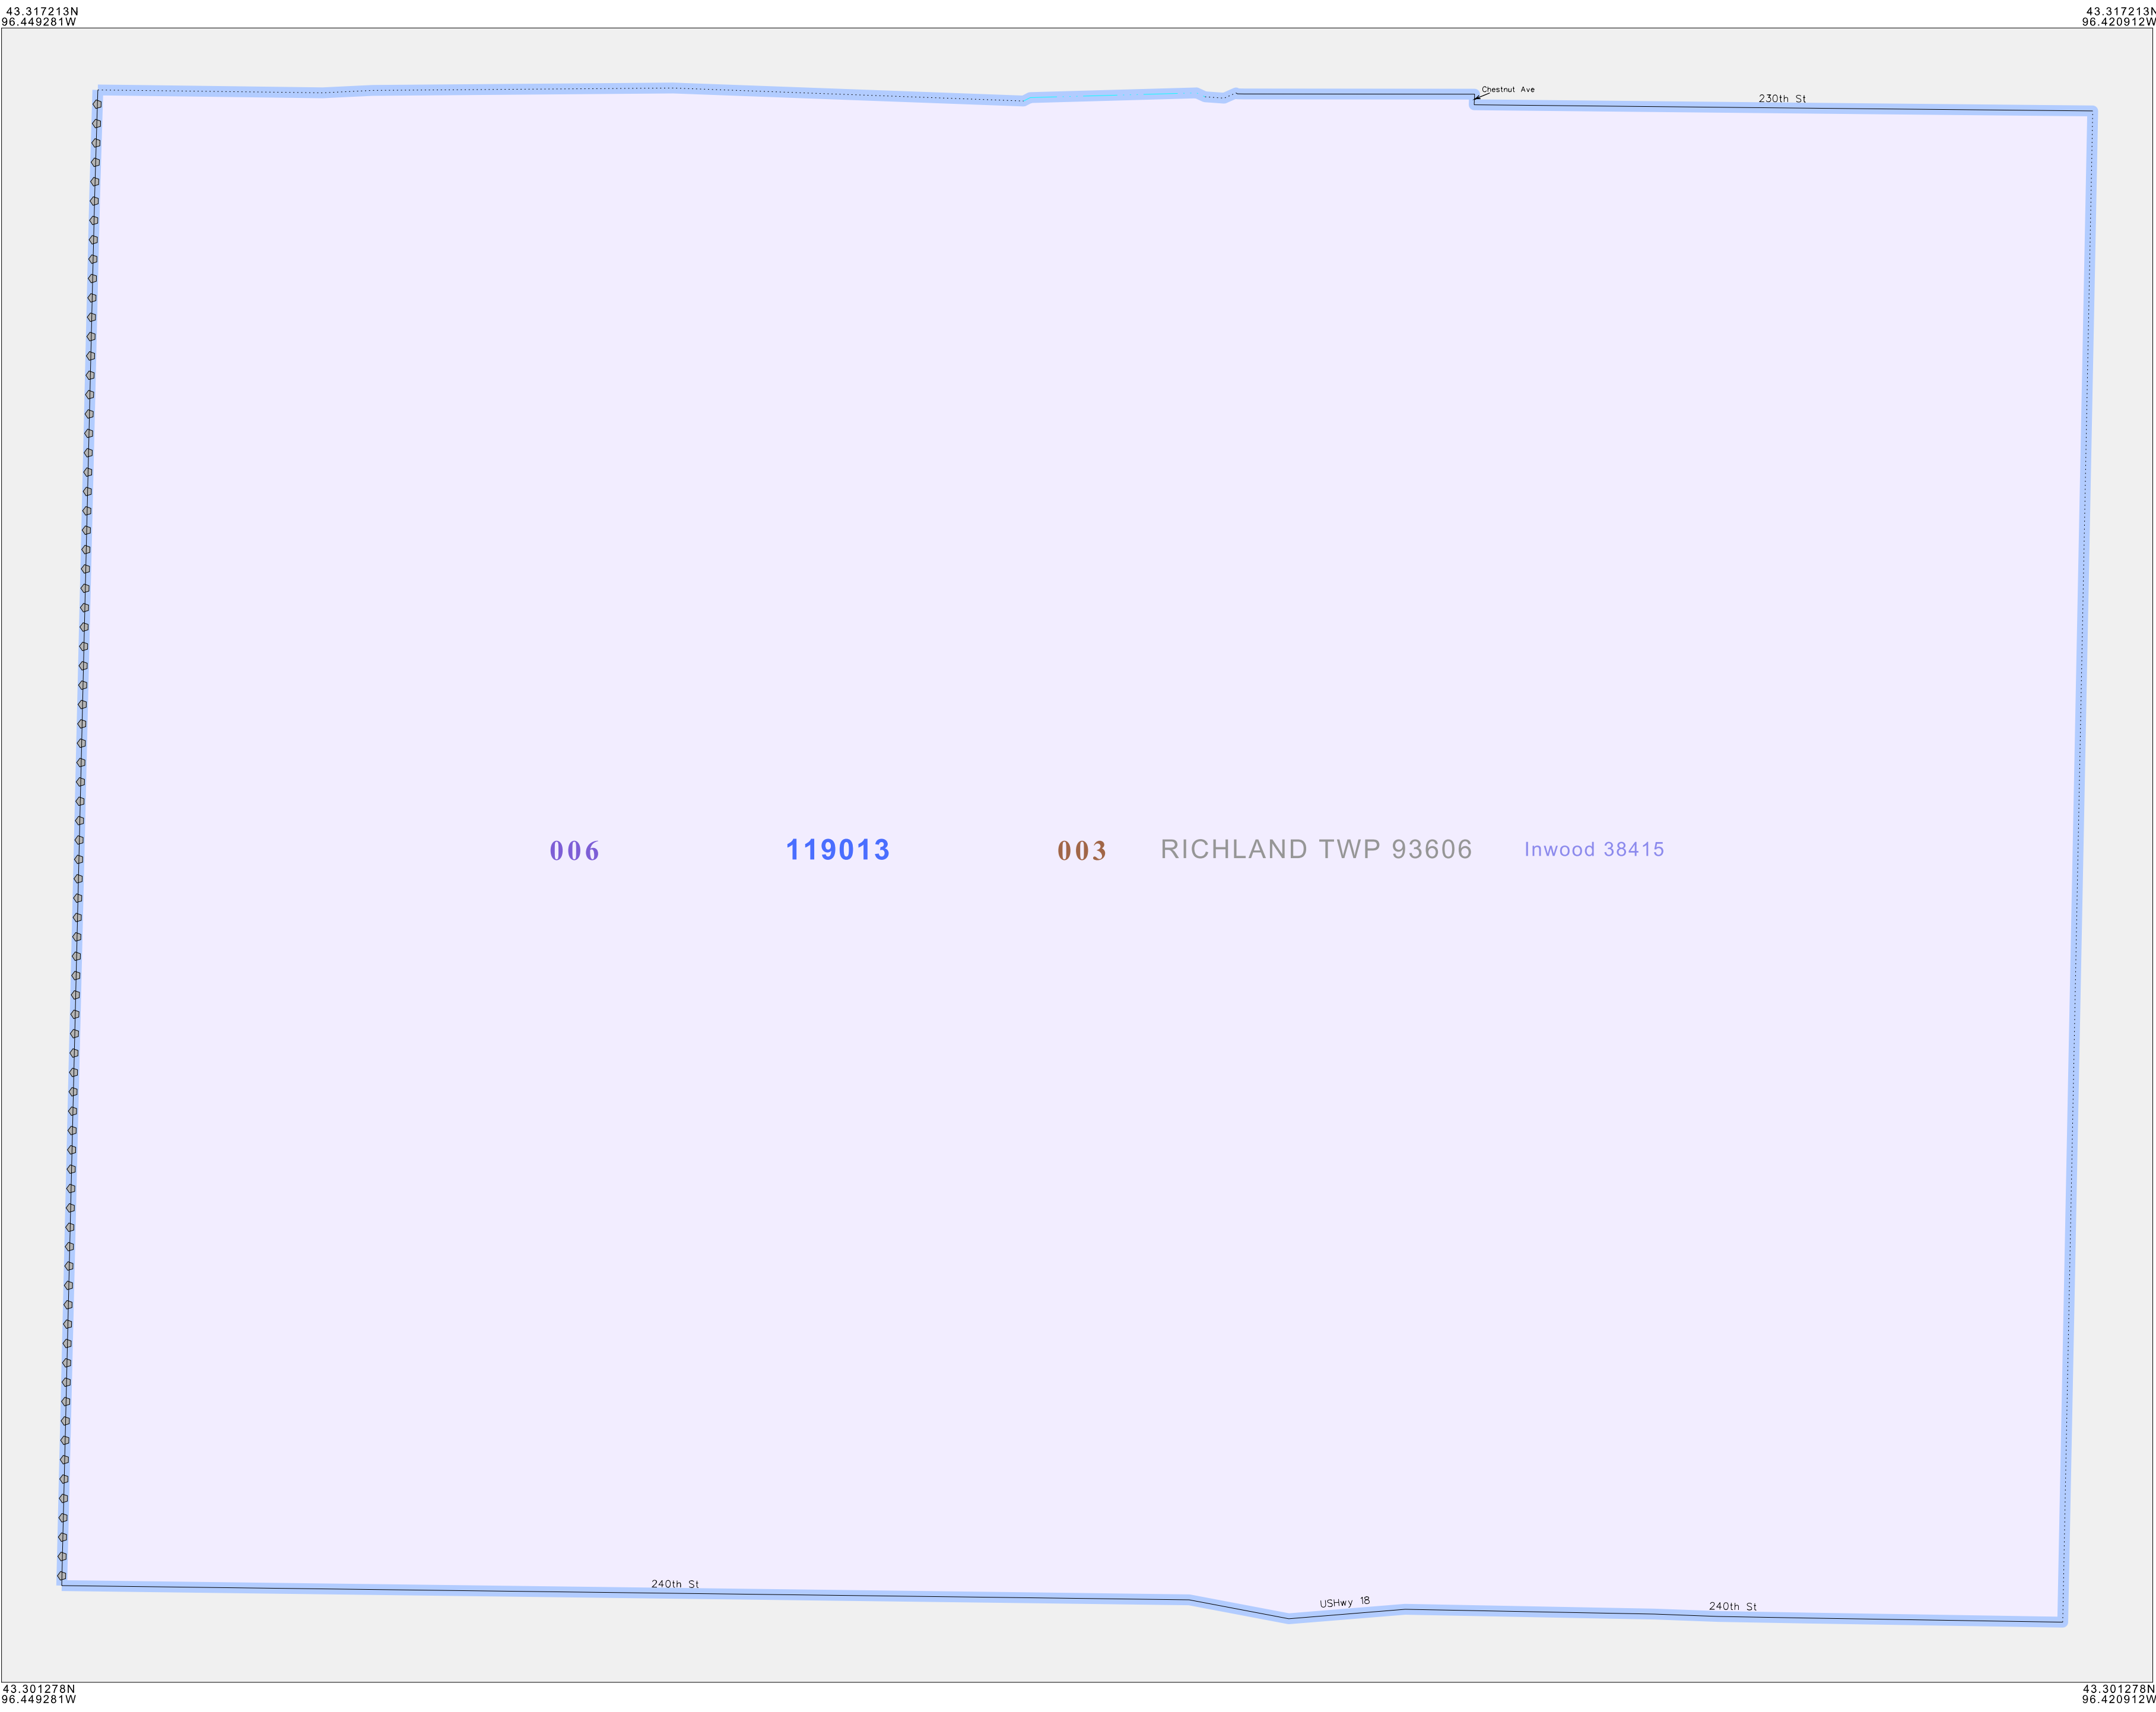 43.317213N
96.449281W
43.317213N
96.420912W
Chestnut Ave
230th St
006
119013
003
RICHLAND TWP 93606
Inwood 38415
240th St
USHwy 18
240th St
43.301278N
96.449281W
43.301278N
96.420912W